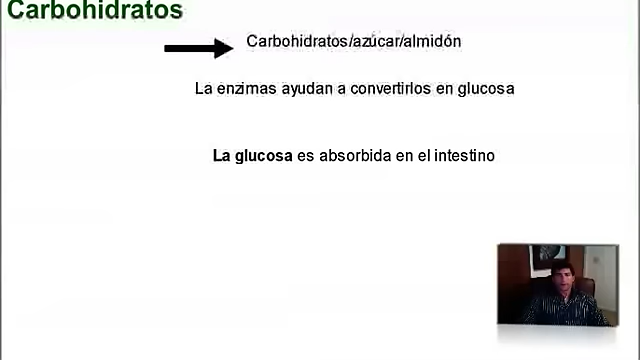 Carbohidratos
Carbohidratos/azúcar/almidón
La enzimas ayudan a convertirlos en glucosa
La glucosa es absorbida en el intestino